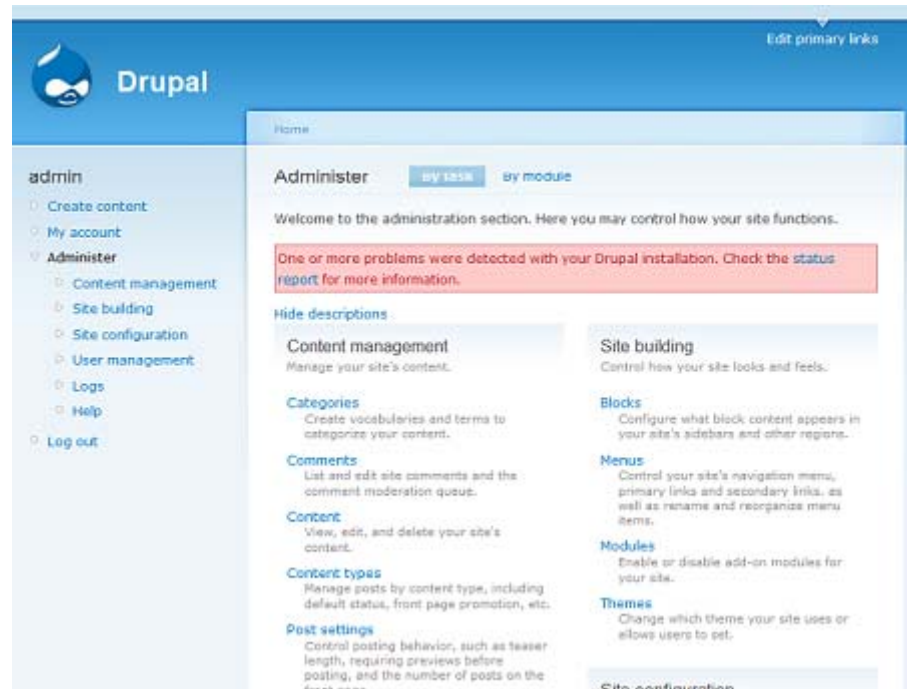 Edit primary links
Drupal
Home
admin
Create content
My account
Administer
Content management
Site building
Site configuration
User management
Logs
Help
Log out
Administer
By task
By module
Welcome to the administration section. Here you may control how your site functions.
One or more problems were detected with your Drupal installation. Check the status
report for more information.
Hide descriptions
Content management
Manage your site's content.
Categories
Create vocabularies and terms to
categorize your content.
Comments
List and edit site comments and the
comment moderation queue.
Content
View, edit, and delete your site's
content.
Content types
Manage posts by content type, including
default status, front page promotion, etc.
Post settings
Control posting behavior, such as teaser
length, requiring previews before
posting, and the number of posts on the
front page.
Site building
Control how your site looks and feels.
Blocks
Configure what block content appears in
your site's sidebars and other regions.
Menus
Control your site's navigation menu,
primary links and secondary links. as
well as rename and reorganize menu
items.
Modules
Enable or disable add-on modules for
your site.
Themes
Change which theme your site uses or
allows users to set.
Site configuration